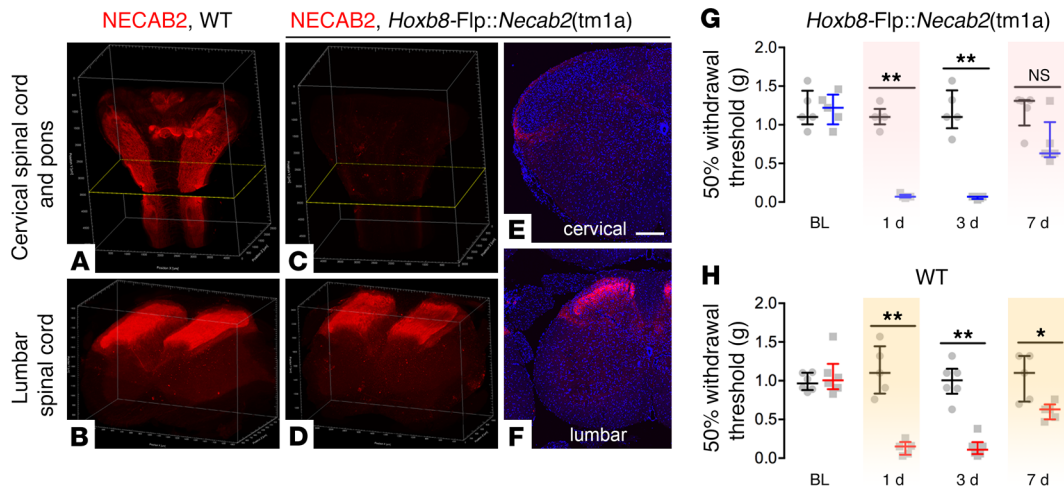 NECAB2, WT
NECAB2, Hoxb8-Flp::Necab2(tm1a)
Cervical spinal cord
and pons
A
C
E
cervical
Lumbar
spinal cord
B
D
F
lumbar
G
Hoxb8-Flp::Necab2(tm1a)
50% withdrawal
threshold (g)
2.0
1.5
1.0
0.5
0.0
**
**
NS
BL
1 d
3 d
7 d
H
WT
50% withdrawal
threshold (g)
2.0
1.5
1.0
0.5
0.0
**
**
*
BL
1 d
3 d
7 d